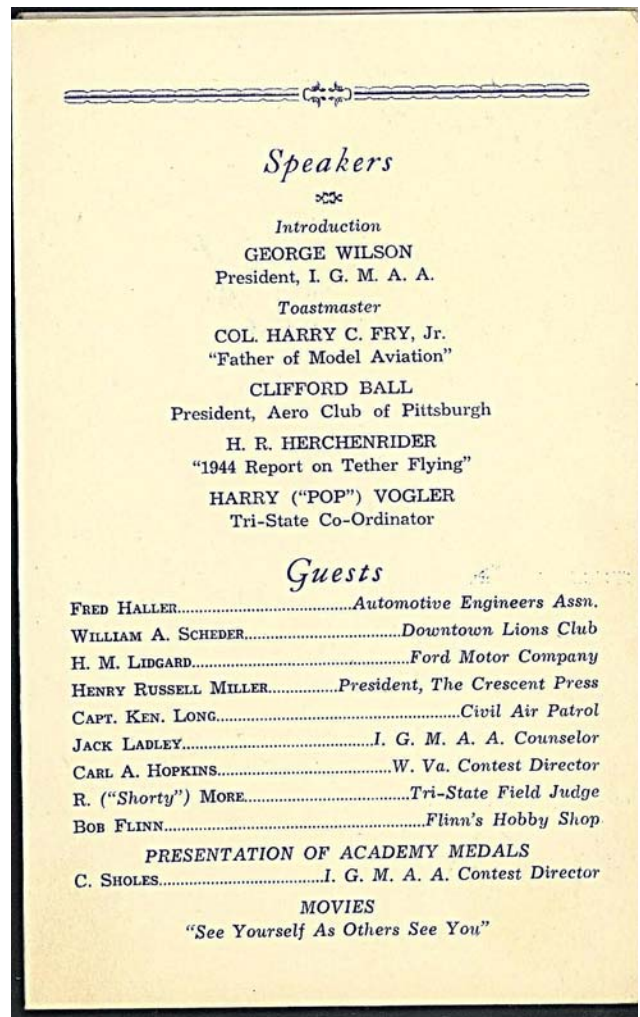 Speakers
Introduction
GEORGE WILSON
President, I. G. M. A. A.
Toastmaster
COL. HARRY C. FRY, Jr.
“Father of Model Aviation”
CLIFFORD BALL
President, Aero Club of Pittsburgh
H. R. HERCHENRIDER
“1944 Report on Tether Flying”
HARRY (“POP”) VOGLER
Tri-State Co-Ordinator
Guests
FRED HALLER........................................Automotive Engineers Assn.
WILLIAM A. SCHEDER...................................Downtown Lions Club
H. M. LIDGARD.................................................Ford Motor Company
HENRY RUSSELL MILLER...............President, The Crescent Press
CAPT. KEN. LONG......................................................Civil Air Patrol
JACK LADLEY...........................................I. G. M. A. A. Counselor
CARL A. HOPKINS.......................................W. Va. Contest Director
R. (“Shorty”) MORE.....................................Tri-State Field Judge
BOB FLINN..........................................................Flinn's Hobby Shop
PRESENTATION OF ACADEMY MEDALS
C. SHOLES.....................................I. G. M. A. A. Contest Director
MOVIES
“See Yourself As Others See You”